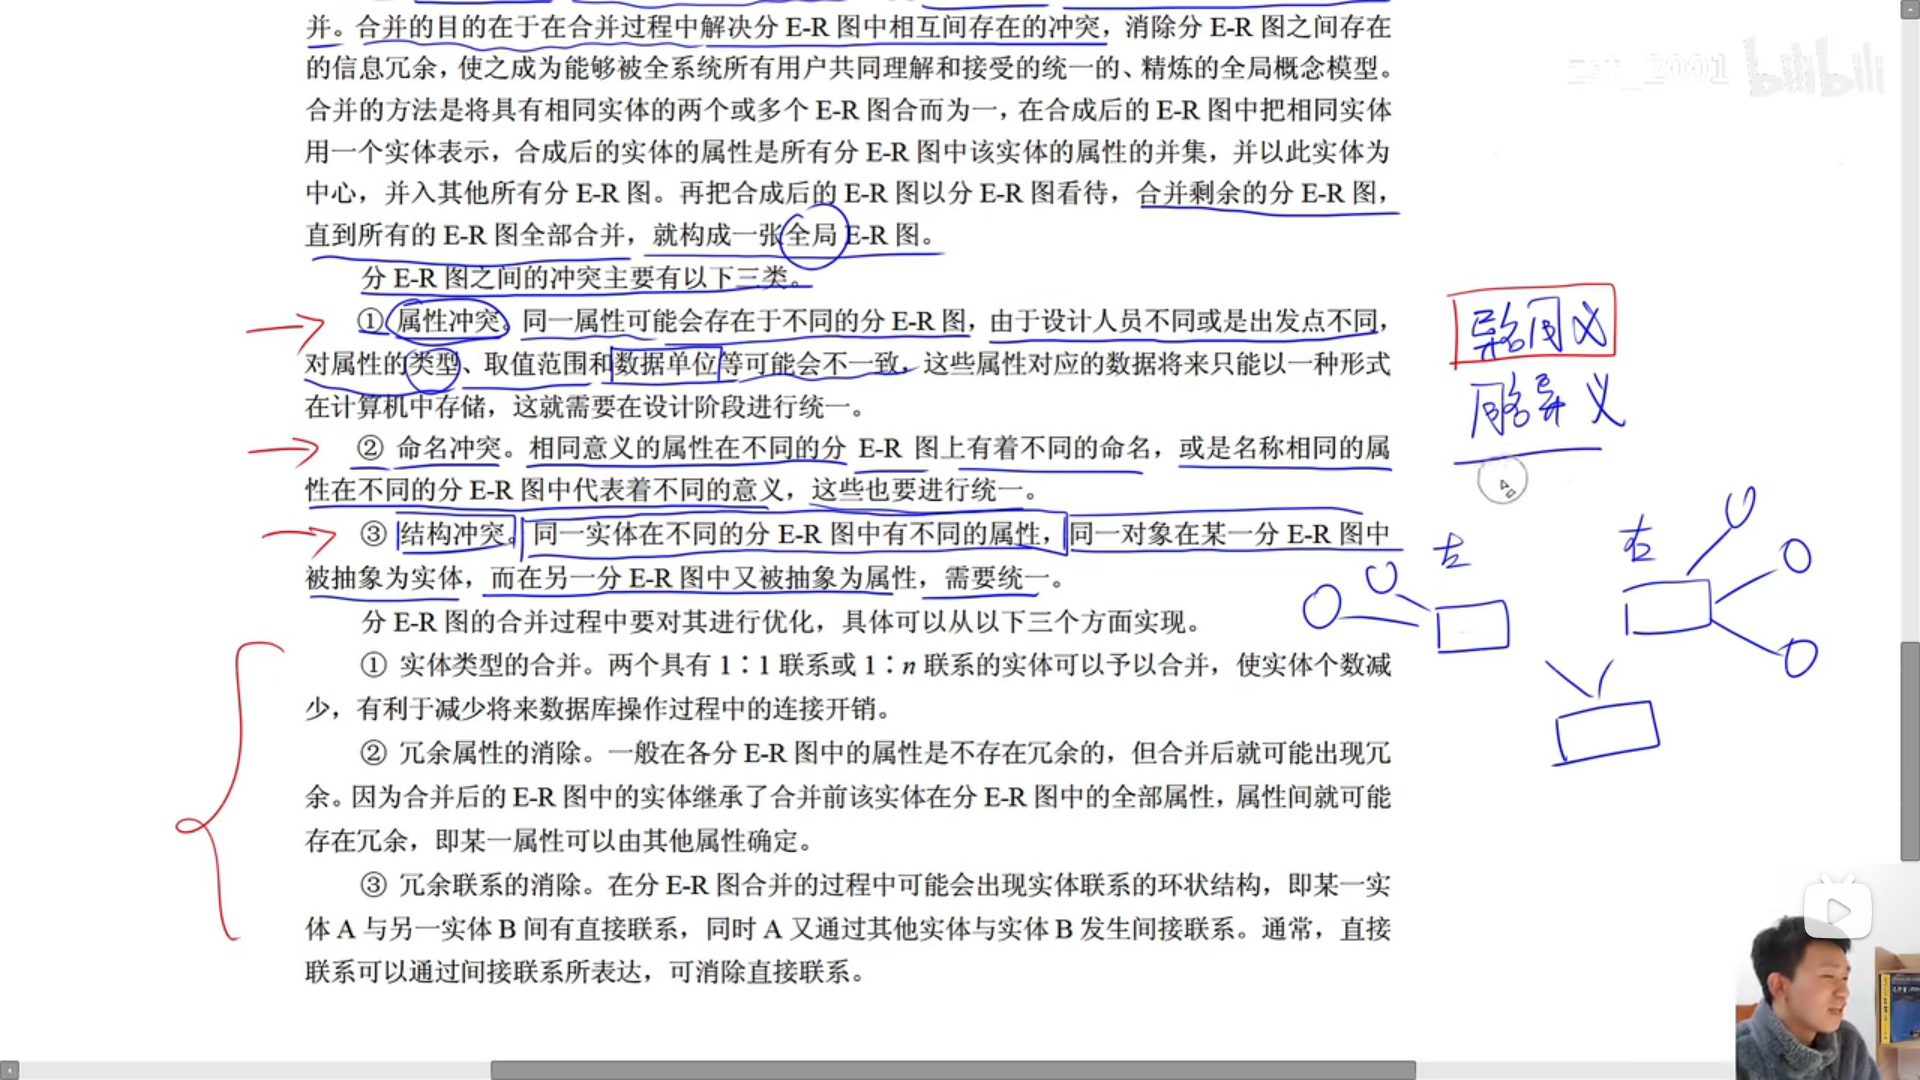 并。合并的目的在于在合并过程中解决分 E-R 图中相互间存在的冲突，消除分 E-R 图之间存在
的信息冗余，使之成为能够被全系统所有用户共同理解和接受的统一的、精炼的全局概念模型。
合并的方法是将具有相同实体的两个或多个 E-R 图合而为一，在合成后的 E-R 图中把相同实体
用一个实体表示，合成后的实体的属性是所有分 E-R 图中该实体的属性的并集，并以此实体为
中心，并入其他所有分 E-R 图。再把合成后的 E-R 图以分 E-R 图看待，合并剩余的分 E-R 图，
直到所有的 E-R 图全部合并，就构成一张全局 E-R 图。
分 E-R 图之间的冲突主要有以下三类。
① 属性冲突。同一属性可能会存在于不同的分 E-R 图，由于设计人员不同或是出发点不同，
对属性的类型、取值范围和数据单位等可能会不一致，这些属性对应的数据将来只能以一种形式
在计算机中存储，这就需要在设计阶段进行统一。
② 命名冲突。相同意义的属性在不同的分 E-R 图上有着不同的命名，或是名称相同的属
性在不同的分 E-R 图中代表着不同的意义，这些也要进行统一。
③ 结构冲突。同一实体在不同的分 E-R 图中有不同的属性，同一对象在某一分 E-R 图中
被抽象为实体，而在另一分 E-R 图中又被抽象为属性，需要统一。
分 E-R 图的合并过程中要对其进行优化，具体可以从以下三个方面实现。
① 实体类型的合并。两个具有 1∶1 联系或 1∶n 联系的实体可以予以合并，使实体个数减
少，有利于减少将来数据库操作过程中的连接开销。
② 冗余属性的消除。一般在各分 E-R 图中的属性是不存在冗余的，但合并后就可能出现冗
余。因为合并后的 E-R 图中的实体继承了合并前该实体在分 E-R 图中的全部属性，属性间就可能
存在冗余，即某一属性可以由其他属性确定。
③ 冗余联系的消除。在分 E-R 图合并的过程中可能会出现实体联系的环状结构，即某一实
体 A 与另一实体 B 间有直接联系，同时 A 又通过其他实体与实体 B 发生间接联系。通常，直接
联系可以通过间接联系所表达，可消除直接联系。
异名同义
同名异义
左
右
bilibili